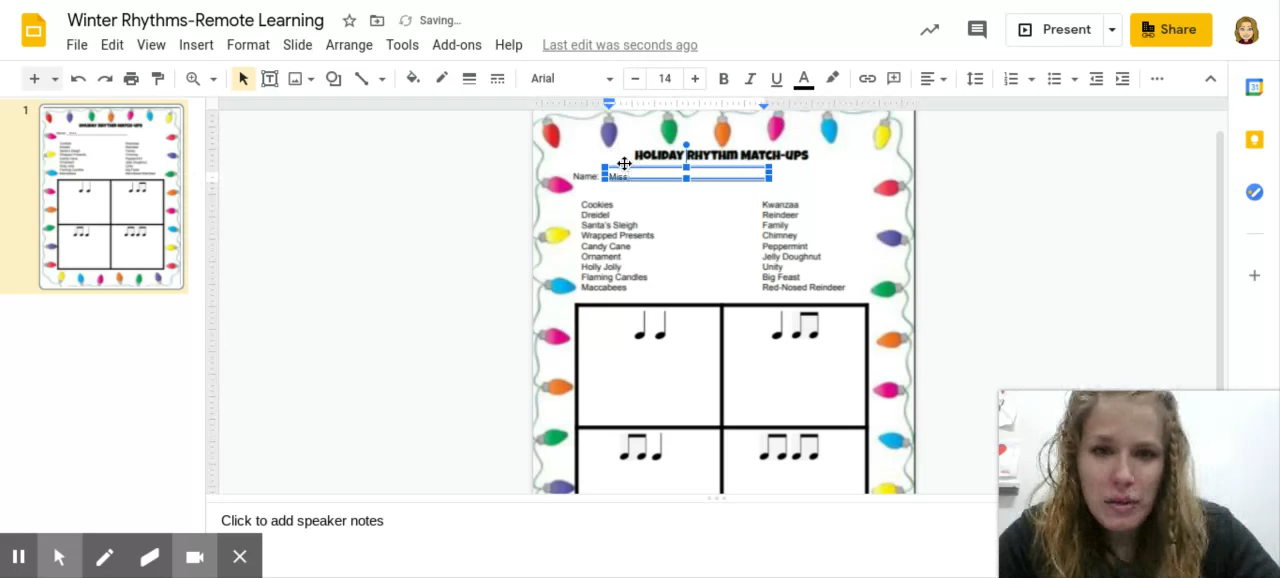 Winter Rhythms-Remote Learning Saving...
File Edit View Insert Format Slide Arrange Tools Add-ons Help Last edit was seconds ago
Present Share
Arial 14 B I U A
31
1
HOLIDAY RHYTHM MATCH-UPS
Name: Miss
Cookies Kwanzaa
Dreidel Reindeer
Santa's Sleigh Family
Wrapped Presents Chimney
Candy Cane Peppermint
Ornament Jelly Doughnut
Holly Jolly Unity
Flaming Candles Big Feast
Maccabees Red-Nosed Reindeer
Click to add speaker notes